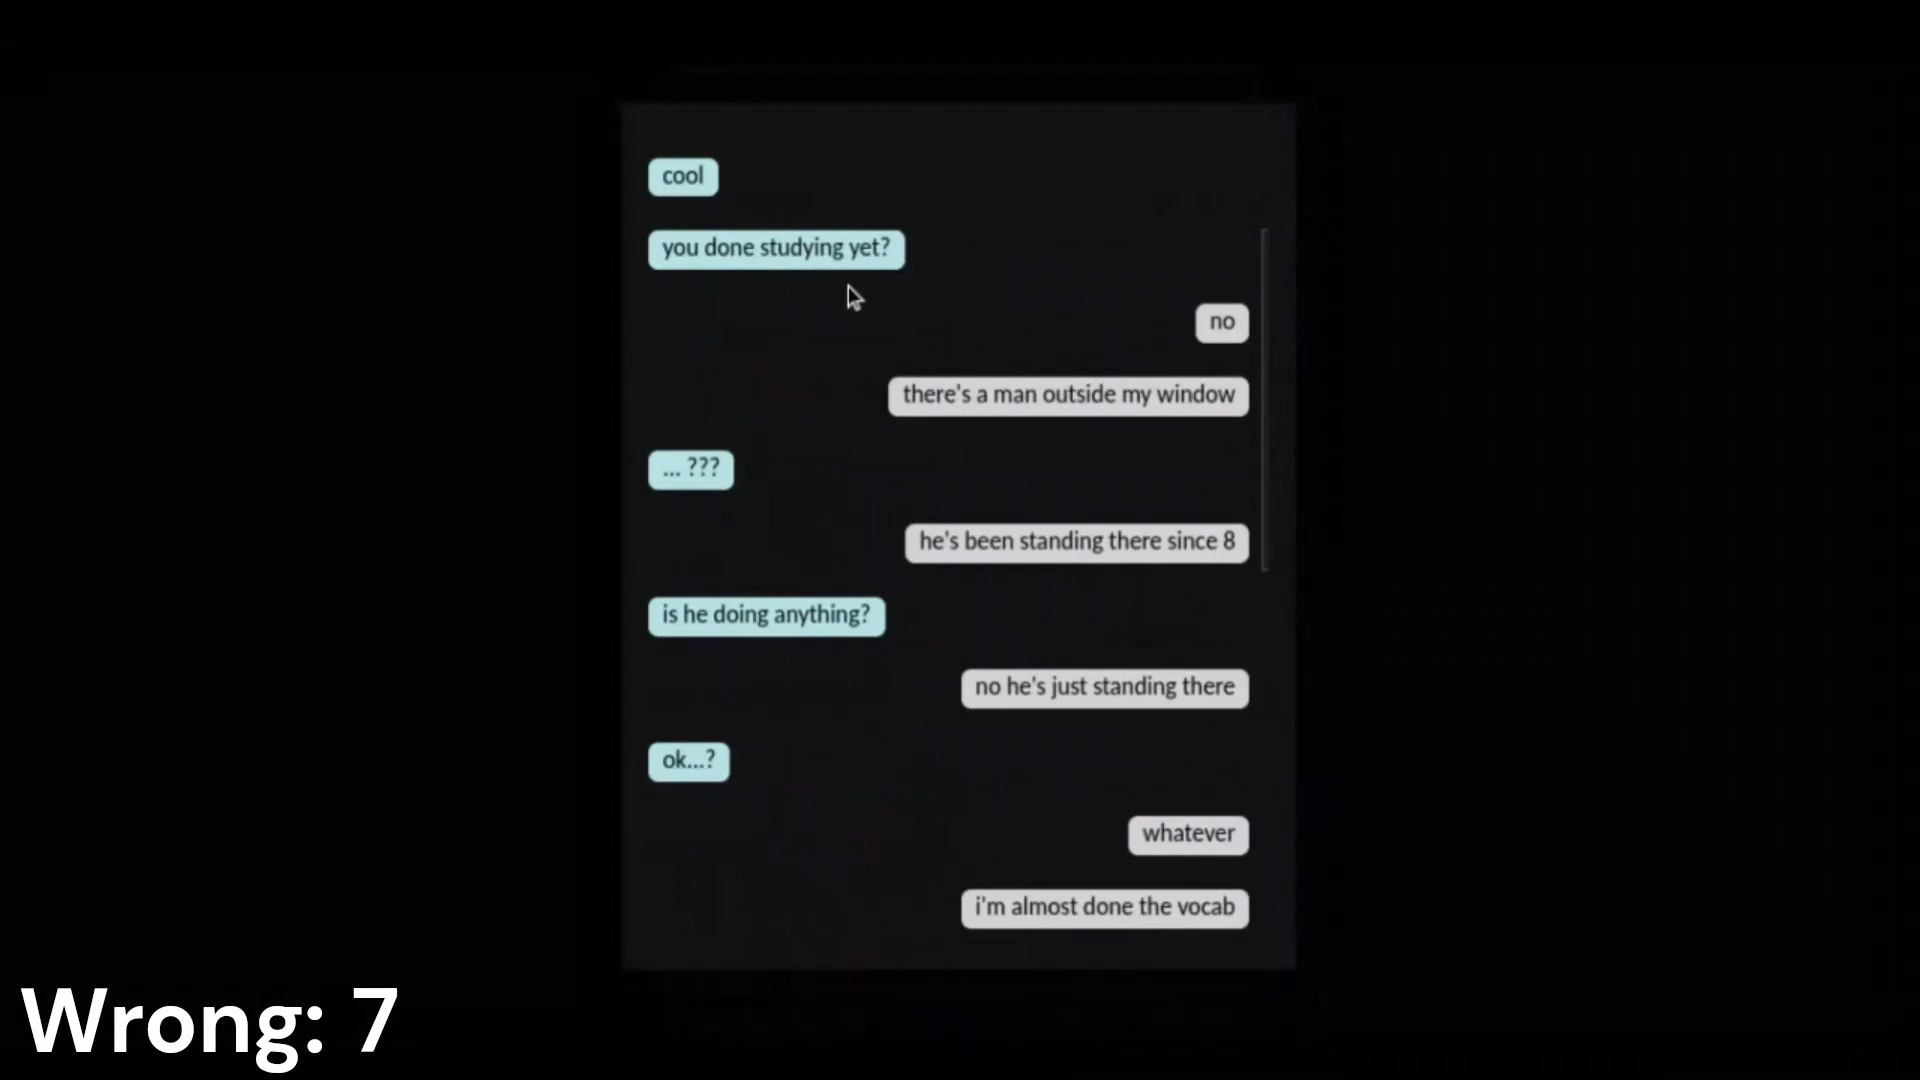 cool
you done studying yet?
no
there's a man outside my window
... ???
he's been standing there since 8
is he doing anything?
no he's just standing there
ok...?
whatever
i'm almost done the vocab
Wrong: 7